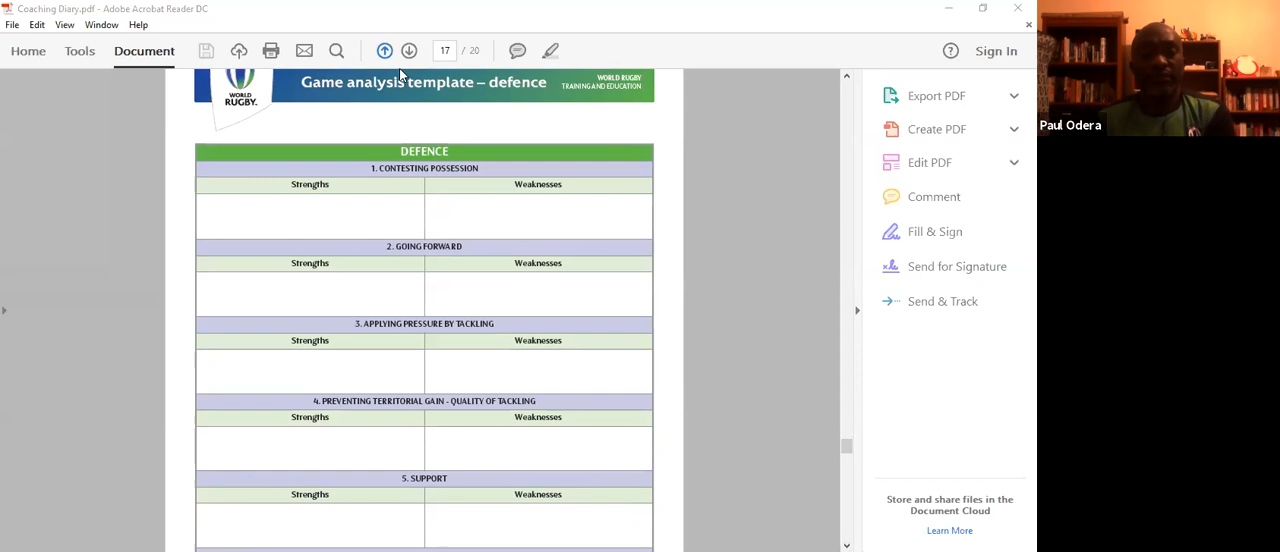 Coaching Diary.pdf - Adobe Acrobat Reader DC
File Edit View Window Help
Home Tools Document 17 / 20 Sign In
WORLD RUGBY.
Game analysis template – defence
WORLD RUGBY
TRAINING AND EDUCATION
DEFENCE
1. CONTESTING POSSESSION
Strengths Weaknesses
2. GOING FORWARD
Strengths Weaknesses
3. APPLYING PRESSURE BY TACKLING
Strengths Weaknesses
4. PREVENTING TERRITORIAL GAIN - QUALITY OF TACKLING
Strengths Weaknesses
5. SUPPORT
Strengths Weaknesses
Export PDF
Create PDF
Edit PDF
Comment
Fill & Sign
Send for Signature
Send & Track
Store and share files in the
Document Cloud
Learn More
Paul Odera